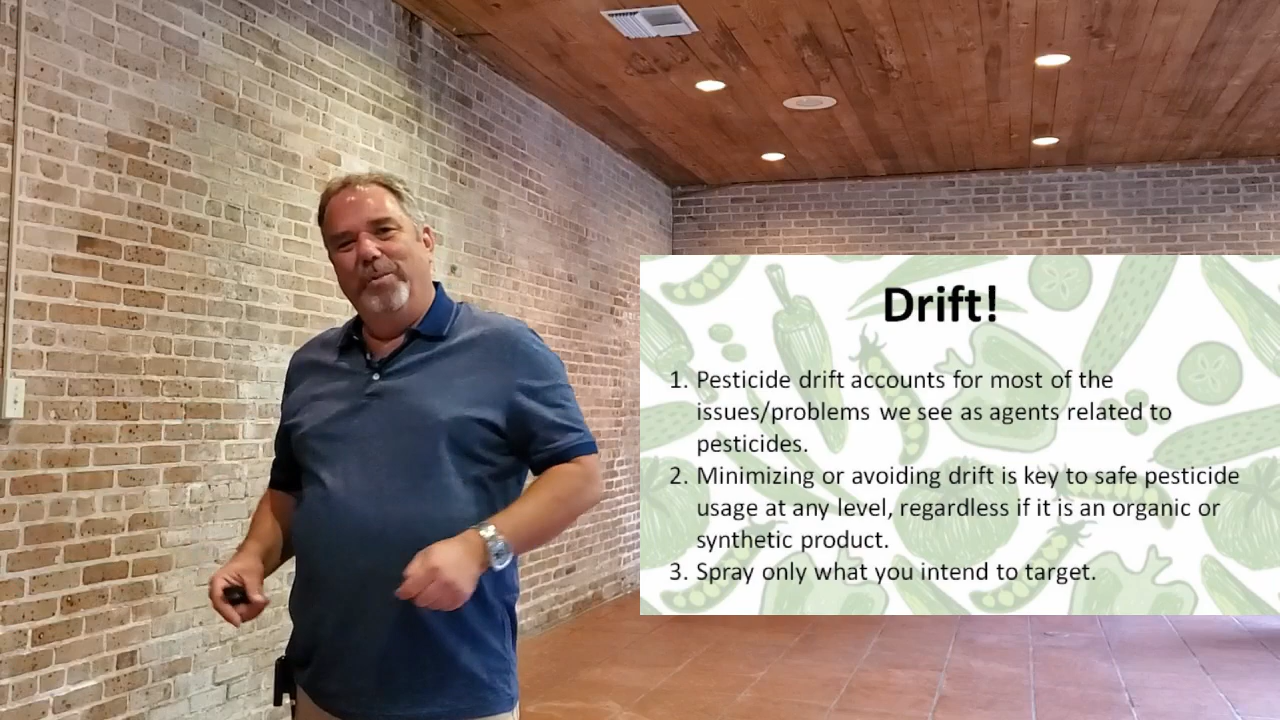 Drift!
1. Pesticide drift accounts for most of the
issues/problems we see as agents related to
pesticides.
2. Minimizing or avoiding drift is key to safe pesticide
usage at any level, regardless if it is an organic or
synthetic product.
3. Spray only what you intend to target.